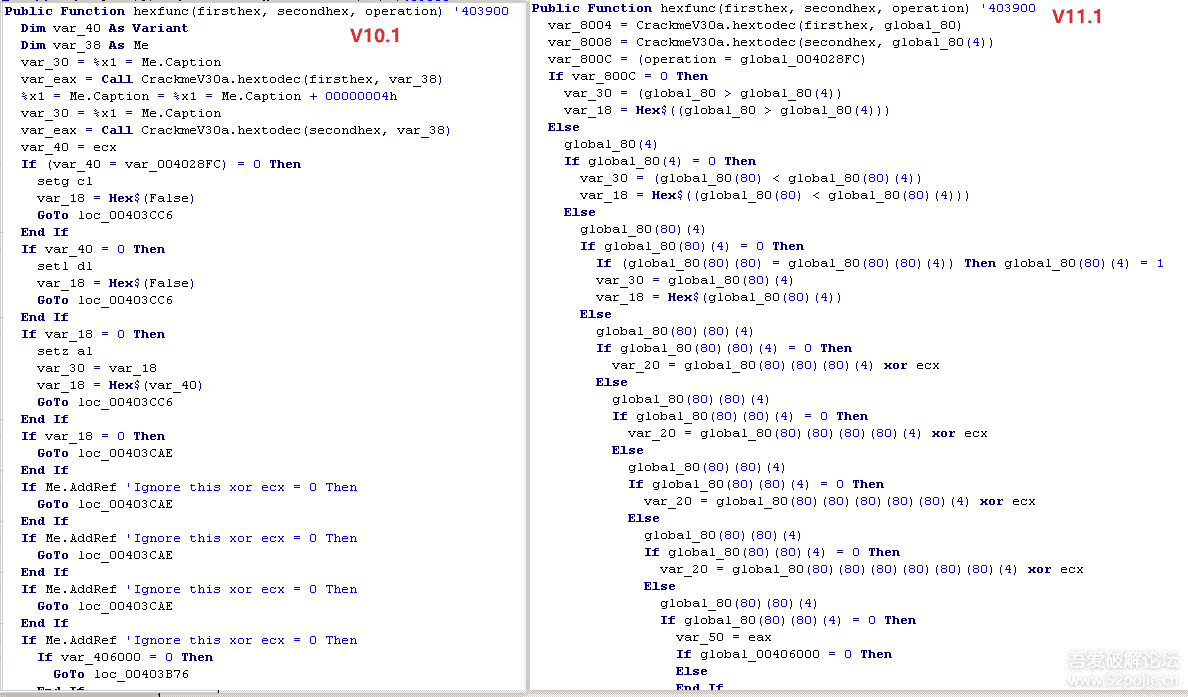 Public Function hexfunc(firsthex, secondhex, operation) '403900
V10.1
Dim var_40 As Variant
Dim var_38 As Me
var_30 = %x1 = Me.Caption
var_eax = Call CrackmeV30a.hextodec(firsthex, var_38)
%x1 = Me.Caption = %x1 = Me.Caption + 00000004h
var_30 = %x1 = Me.Caption
var_eax = Call CrackmeV30a.hextodec(secondhex, var_38)
var_40 = ecx
If (var_40 = var_004028FC) = 0 Then
setg cl
var_18 = Hex$(False)
GoTo loc_00403CC6
End If
If var_40 = 0 Then
setl dl
var_18 = Hex$(False)
GoTo loc_00403CC6
End If
If var_18 = 0 Then
setz al
var_30 = var_18
var_18 = Hex$(var_40)
GoTo loc_00403CC6
End If
If var_18 = 0 Then
GoTo loc_00403CAE
End If
If Me.AddRef 'Ignore this xor ecx = 0 Then
GoTo loc_00403CAE
End If
If Me.AddRef 'Ignore this xor ecx = 0 Then
GoTo loc_00403CAE
End If
If Me.AddRef 'Ignore this xor ecx = 0 Then
GoTo loc_00403CAE
End If
If Me.AddRef 'Ignore this xor ecx = 0 Then
If var_406000 = 0 Then
GoTo loc_00403B76
End If
Public Function hexfunc(firsthex, secondhex, operation) '403900
V11.1
var_8004 = CrackmeV30a.hextodec(firsthex, global_80)
var_8008 = CrackmeV30a.hextodec(secondhex, global_80(4))
var_800C = (operation = global_004028FC)
If var_800C = 0 Then
var_30 = (global_80 > global_80(4))
var_18 = Hex$((global_80 > global_80(4)))
Else
global_80(4)
If global_80(4) = 0 Then
var_30 = (global_80(80) < global_80(80)(4))
var_18 = Hex$((global_80(80) < global_80(80)(4)))
Else
global_80(80)(4)
If global_80(80)(4) = 0 Then
If (global_80(80)(80) = global_80(80)(80)(4)) Then global_80(80)(4) = 1
var_30 = global_80(80)(4)
var_18 = Hex$(global_80(80)(4))
Else
global_80(80)(80)(4)
If global_80(80)(80)(4) = 0 Then
var_20 = global_80(80)(80)(80)(4) xor ecx
Else
global_80(80)(80)(4)
If global_80(80)(80)(4) = 0 Then
var_20 = global_80(80)(80)(80)(80)(4) xor ecx
Else
global_80(80)(80)(4)
If global_80(80)(80)(4) = 0 Then
var_20 = global_80(80)(80)(80)(80)(80)(4) xor ecx
Else
global_80(80)(80)(4)
If global_80(80)(80)(4) = 0 Then
var_20 = global_80(80)(80)(80)(80)(80)(80)(4) xor ecx
Else
global_80(80)(80)(4)
If global_80(80)(80)(4) = 0 Then
var_50 = eax
If global_00406000 = 0 Then
Else
End If
吾爱破解论坛
www.52pojie.cn